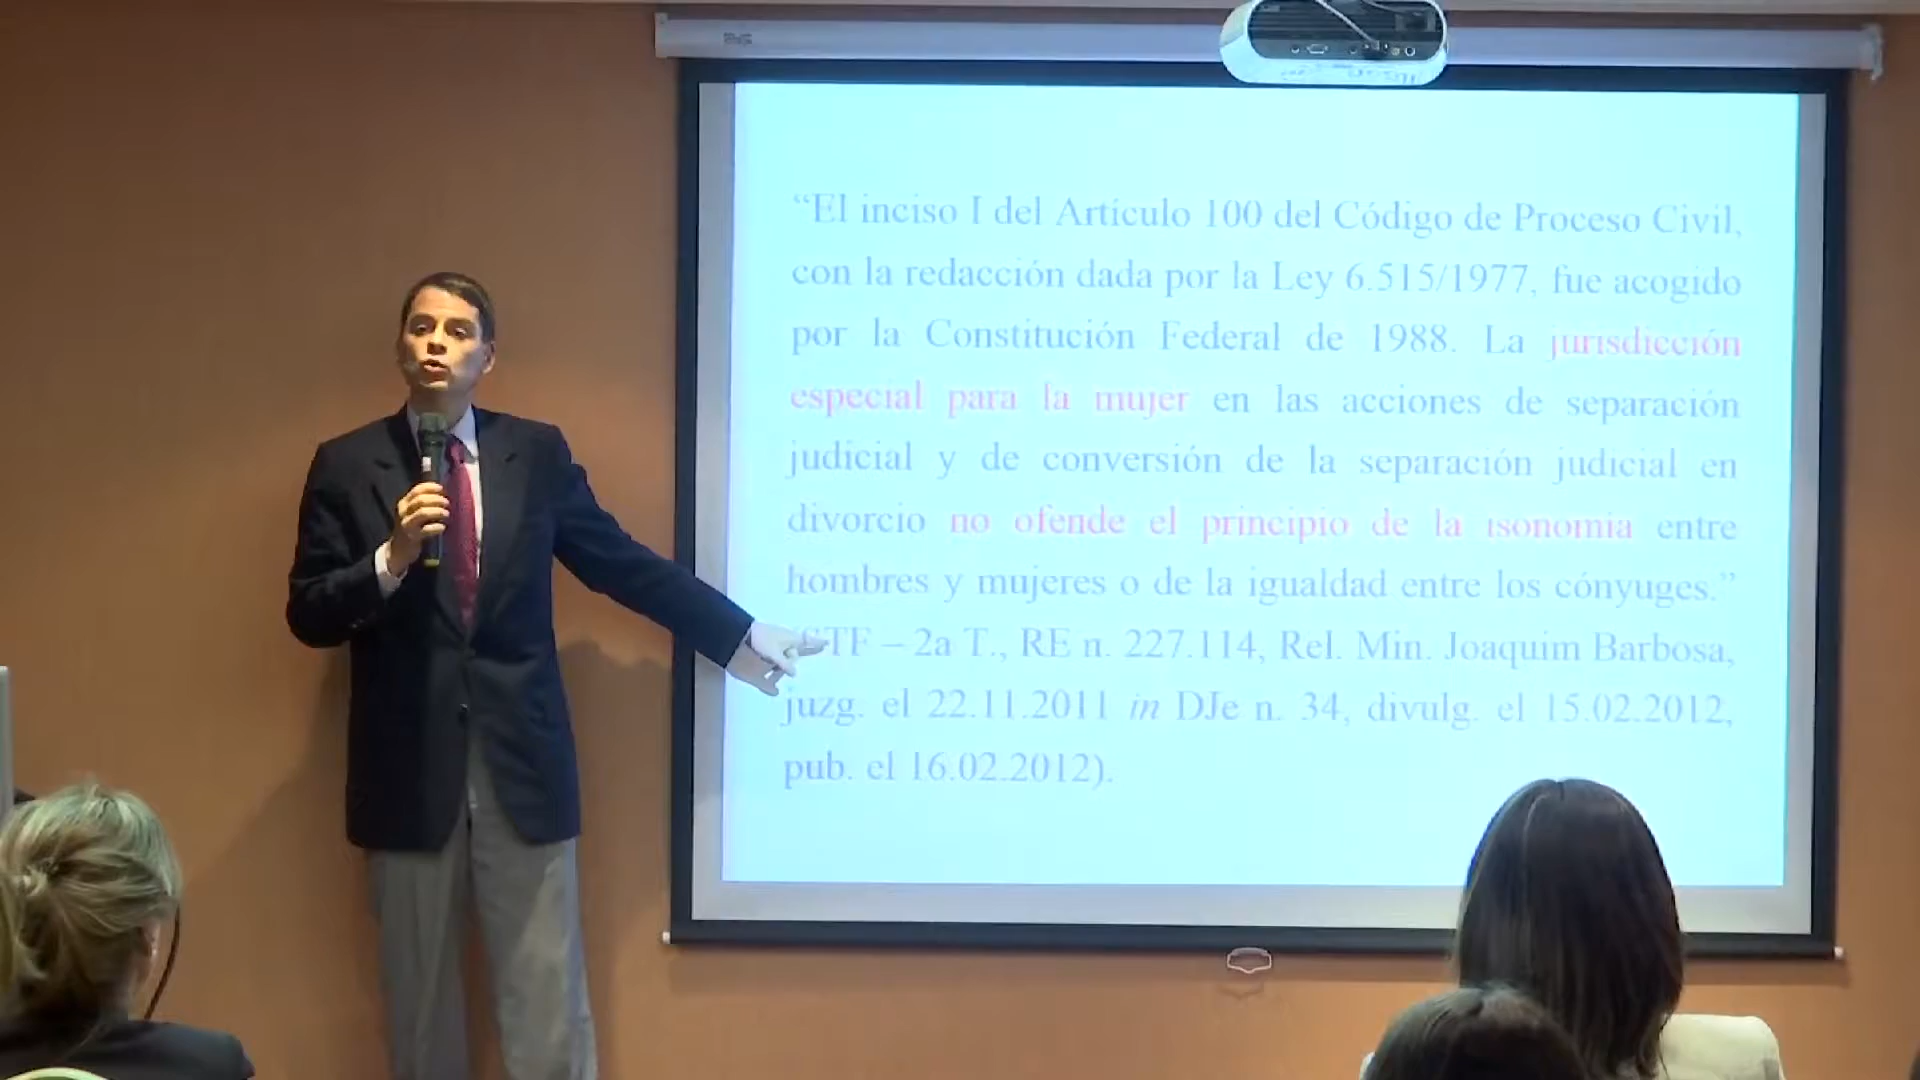 “El inciso I del Artículo 100 del Código de Proceso Civil,
con la redacción dada por la Ley 6.515/1977, fue acogido
por la Constitución Federal de 1988. La jurisdicción
especial para la mujer en las acciones de separación
judicial y de conversión de la separación judicial en
divorcio no ofende el principio de la isonomía entre
hombres y mujeres o de la igualdad entre los cónyuges.”
STF – 2a T., RE n. 227.114, Rel. Min. Joaquim Barbosa,
juzg. el 22.11.2011 in DJe n. 34, divulg. el 15.02.2012,
pub. el 16.02.2012).